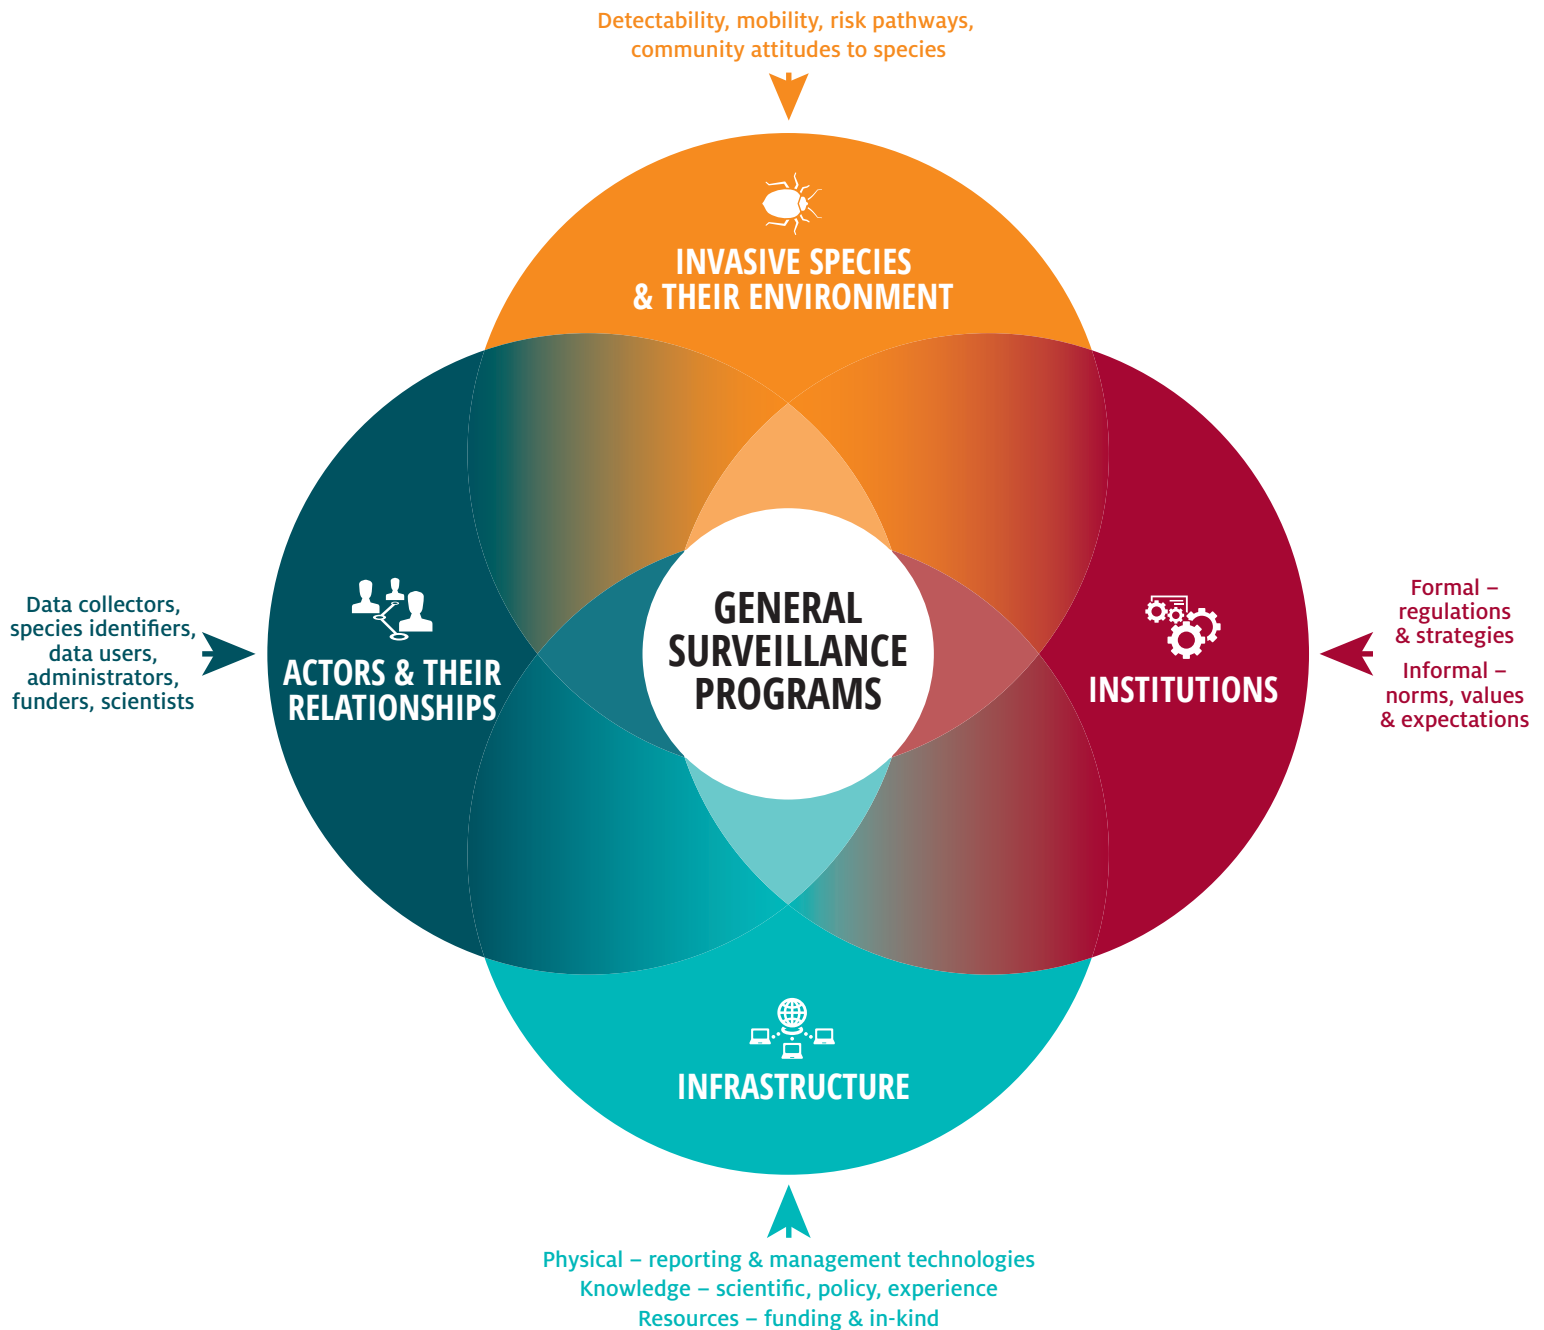 Detectability, mobility, risk pathways,
community attitudes to species
INVASIVE SPECIES
& THEIR ENVIRONMENT
Data collectors,
species identifiers,
data users,
administrators,
funders, scientists
ACTORS & THEIR
RELATIONSHIPS
GENERAL
SURVEILLANCE
PROGRAMS
INSTITUTIONS
Formal –
regulations
& strategies
Informal –
norms, values
& expectations
INFRASTRUCTURE
Physical – reporting & management technologies
Knowledge – scientific, policy, experience
Resources – funding & in-kind